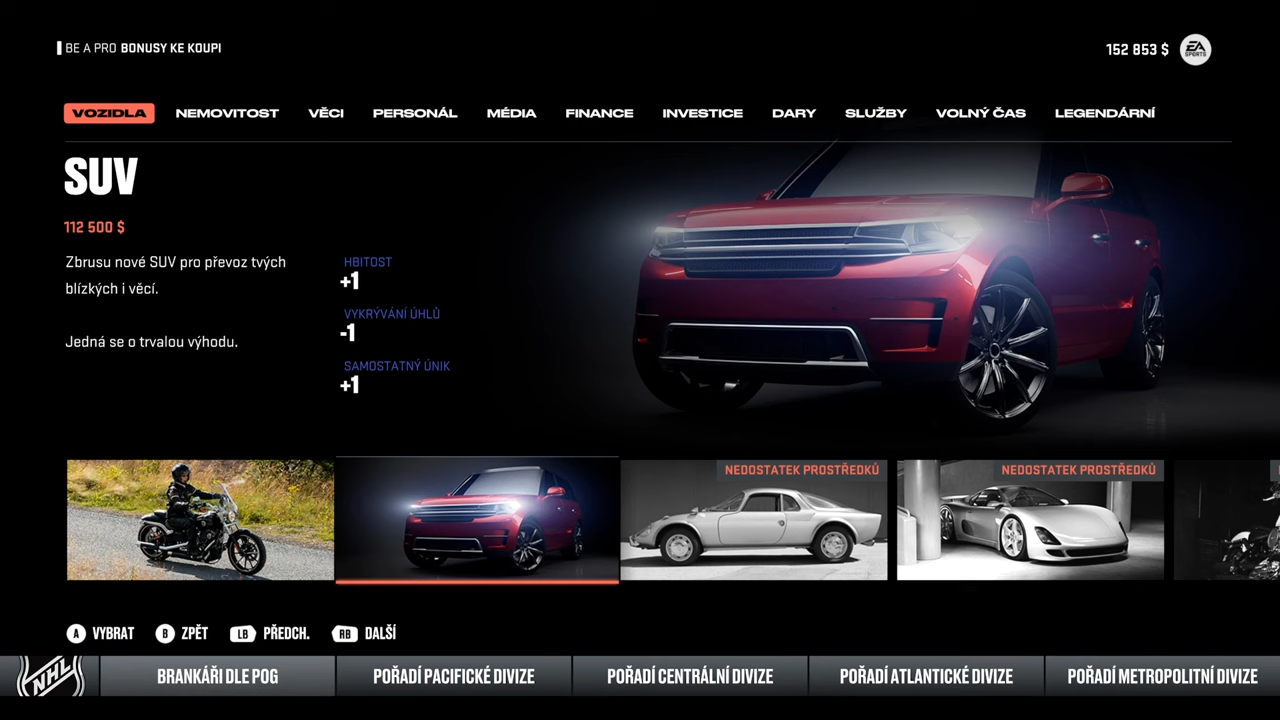 BE A PRO BONUSY KE KOUPI
152 853 $
EA SPORTS
VOZIDLA NEMOVITOST VĚCI PERSONÁL MÉDIA FINANCE INVESTICE DARY SLUŽBY VOLNÝ ČAS LEGENDÁRNÍ
SUV
112 500 $
Zbrusu nové SUV pro převoz tvých
blízkých i věcí.
Jedná se o trvalou výhodu.
HBITOST
+1
VYKRÝVÁNÍ ÚHLŮ
-1
SAMOSTATNÝ ÚNIK
+1
NEDOSTATEK PROSTŘEDKŮ
NEDOSTATEK PROSTŘEDKŮ
A VYBRAT B ZPĚT LB PŘEDCH. RB DALŠÍ
NHL BRANKÁŘI DLE POG POŘADÍ PACIFICKÉ DIVIZE POŘADÍ CENTRÁLNÍ DIVIZE POŘADÍ ATLANTICKÉ DIVIZE POŘADÍ METROPOLITNÍ DIVIZE